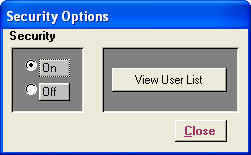 Security Options
Security
On
View User List
Off
Close